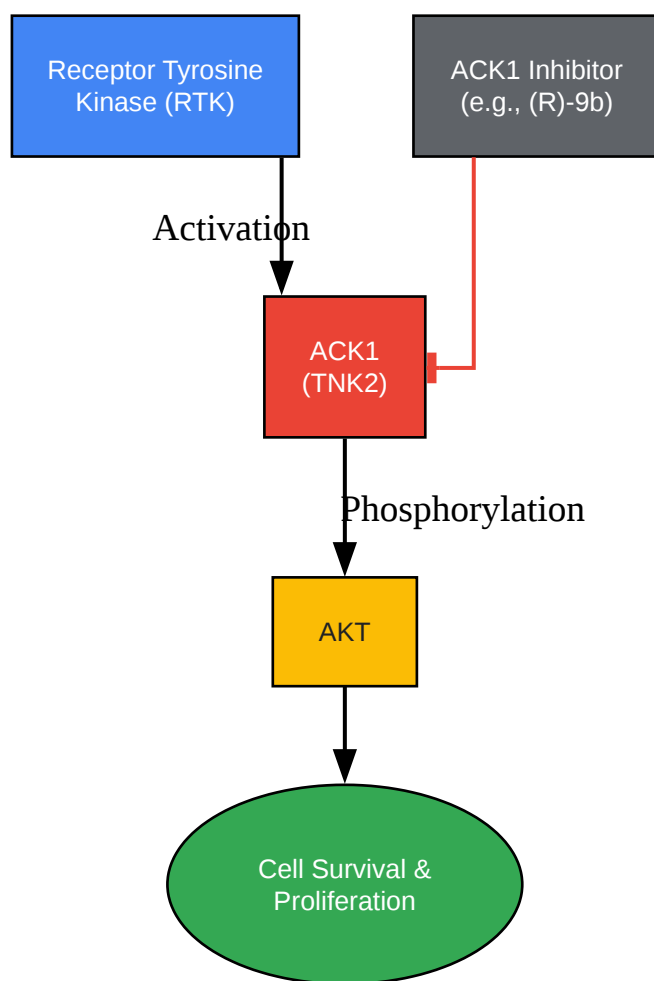 Receptor Tyrosine
Kinase (RTK)
ACK1 Inhibitor
(e.g., (R)-9b)
Activation
ACK1
(TNK2)
Phosphorylation
AKT
Cell Survival &
Proliferation